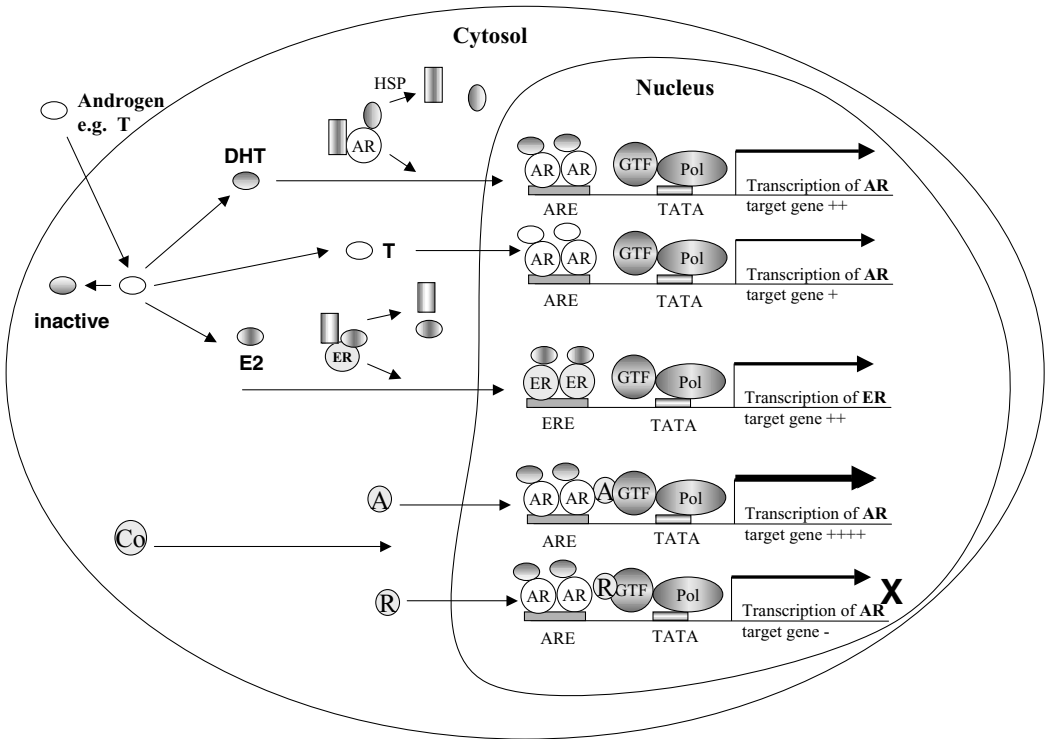 Cytosol
Nucleus
Androgen
e.g. T
HSP
AR
DHT
AR AR
GTF
Pol
Transcription of AR
target gene ++
ARE
TATA
T
AR AR
GTF
Pol
Transcription of AR
target gene +
ARE
TATA
inactive
E2
ER
ER ER
GTF
Pol
Transcription of ER
target gene ++
ERE
TATA
A
AR AR
A
GTF
Pol
Transcription of AR
target gene ++++
ARE
TATA
Co
R
AR AR
R
GTF
Pol
X
Transcription of AR
target gene -
ARE
TATA